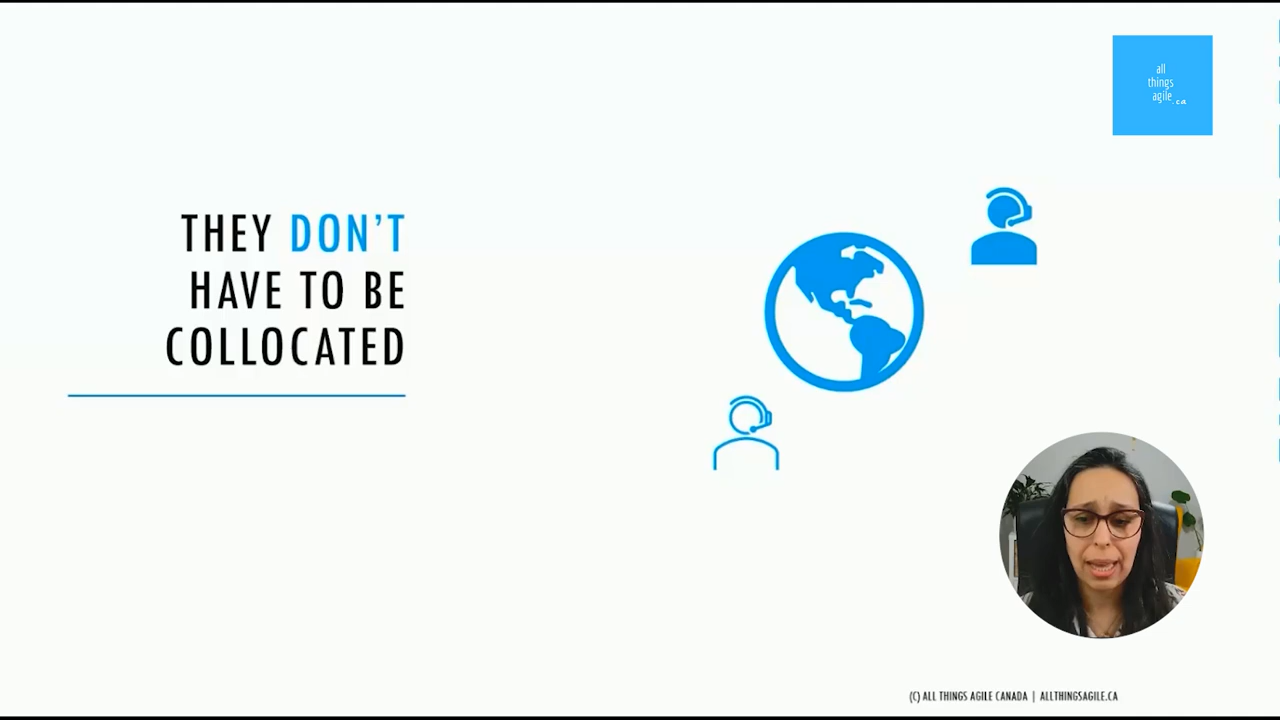 all
things
agile.ca
THEY DON'T
HAVE TO BE
COLLOCATED
(C) ALL THINGS AGILE CANADA | ALLTHINGSAGILE.CA